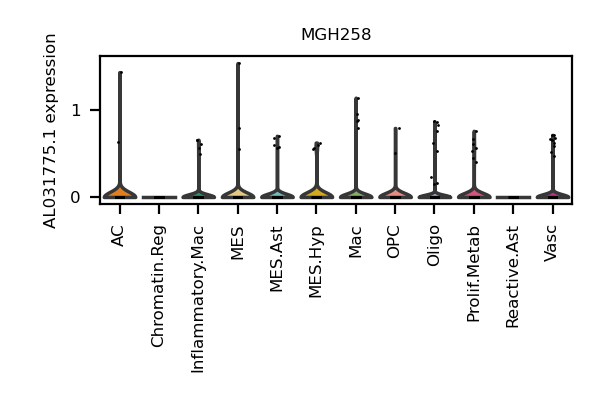 MGH258
AL031775.1 expression
1
0
AC
Chromatin.Reg
Inflammatory.Mac
MES
MES.Ast
MES.Hyp
Mac
OPC
Oligo
Prolif.Metab
Reactive.Ast
Vasc